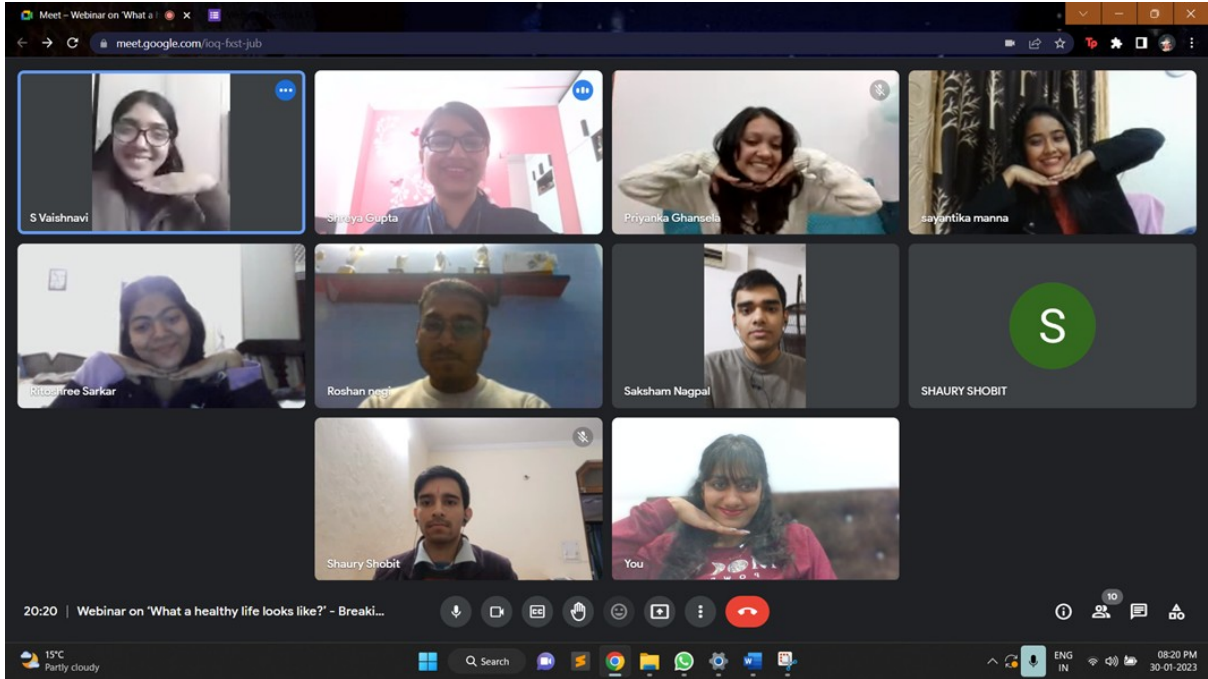 Meet – Webinar on 'What a l
meet.google.com/ioq-fxst-jub
Tp
S Vaishnavi
Shreya Gupta
Priyanka Ghansela
sayantika manna
Ritoshree Sarkar
Roshan negi
Saksham Nagpal
S
SHAURY SHOBIT
Shaury Shobit
You
20:20 | Webinar on 'What a healthy life looks like?' - Breaki...
10
15°C
Partly cloudy
Search
ENG
IN
08:20 PM
30-01-2023